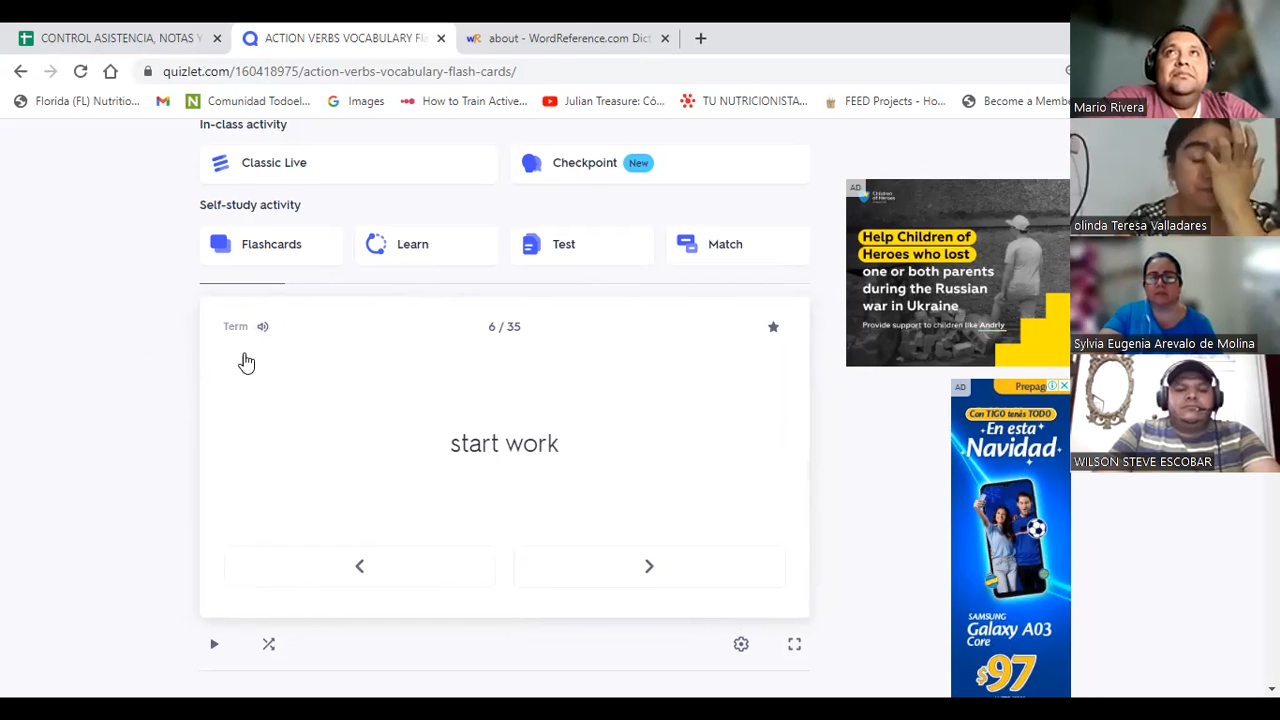 CONTROL ASISTENCIA, NOTAS Y
ACTION VERBS VOCABULARY Fl
about - WordReference.com Dict
quizlet.com/160418975/action-verbs-vocabulary-flash-cards/
Florida (FL) Nutritio...
Comunidad Todoel...
Images
How to Train Active...
Julian Treasure: Có...
TU NUTRICIONISTA...
FEED Projects - Ho...
Become a Membe
In-class activity
Classic Live
Checkpoint
New
Self-study activity
Flashcards
Learn
Test
Match
Term
6 / 35
start work
AD
Children
of Heroes
Help Children of
Heroes who lost
one or both parents
during the Russian
war in Ukraine
Provide support to children like Andriy
AD
Prepag
Con TIGO tenés TODO
En esta
Navidad
SAMSUNG
Galaxy A03
Core
$97
Mario Rivera
olinda Teresa Valladares
Sylvia Eugenia Arevalo de Molina
WILSON STEVE ESCOBAR